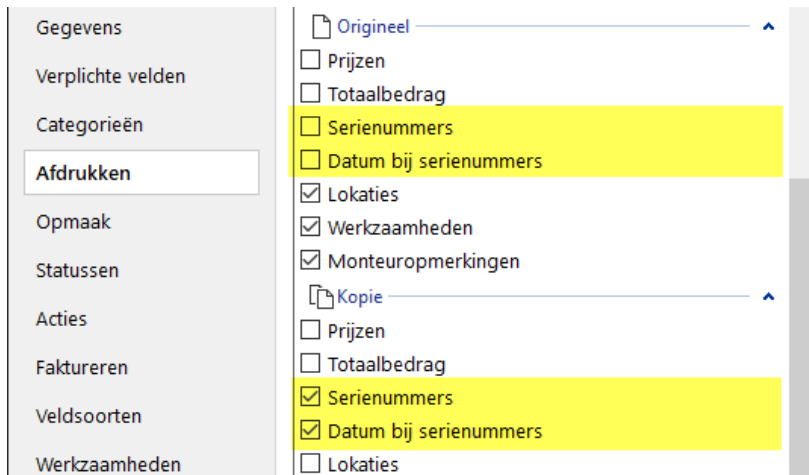 Gegevens
Verplichte velden
Categorieën
Afdrukken
Opmaak
Statussen
Acties
Faktureren
Veldsoorten
Werkzaamheden
Origineel
Prijzen
Totaalbedrag
Serienummers
Datum bij serienummers
Lokaties
Werkzaamheden
Monteuropmerkingen
Kopie
Prijzen
Totaalbedrag
Serienummers
Datum bij serienummers
Lokaties